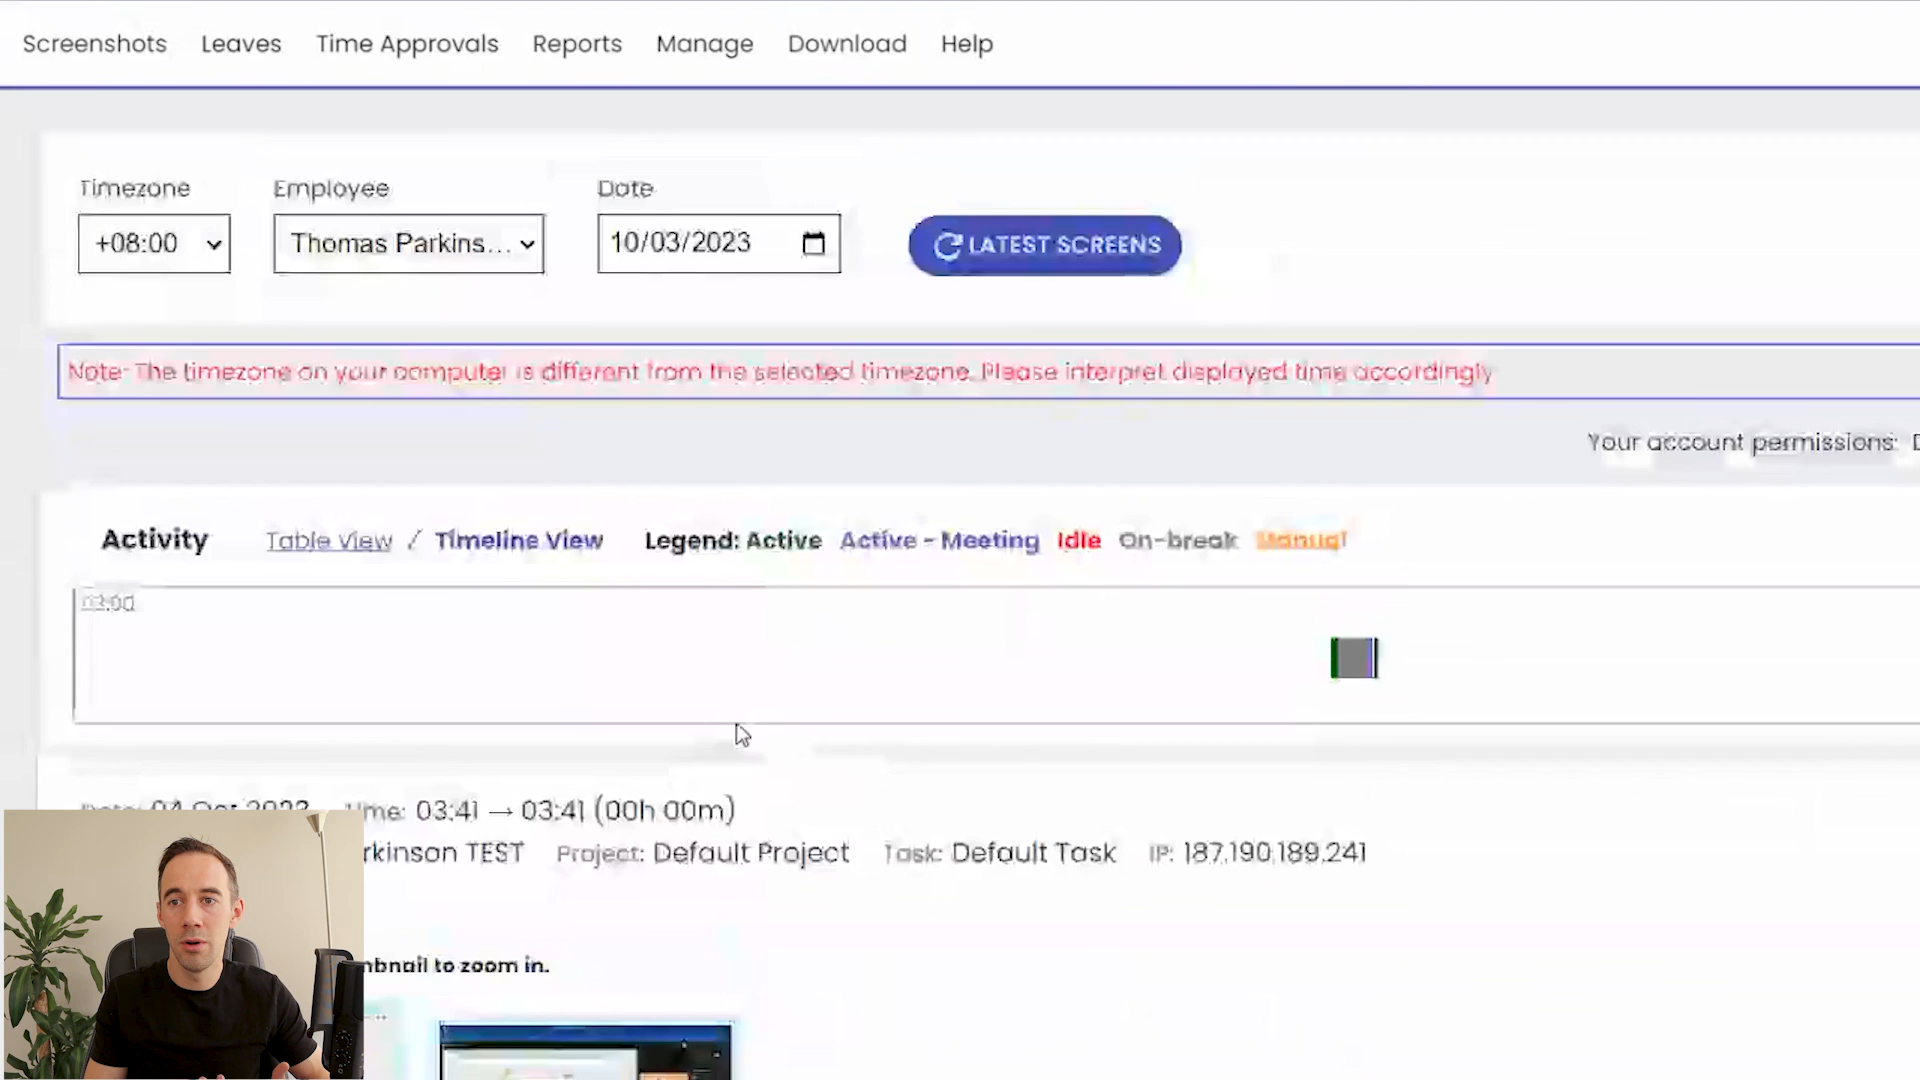 Screenshots Leaves Time Approvals Reports Manage Download Help
Timezone Employee Date
+08:00 Thomas Parkins... 10/03/2023 LATEST SCREENS
Note: The timezone on your computer is different from the selected timezone. Please interpret displayed time accordingly
Your account permissions:
Activity Table View / Timeline View Legend: Active Active - Meeting Idle On-break Manual
03:00
Date: 04 Oct 2023 Time: 03:41 → 03:41 (00h 00m)
rkinson TEST Project: Default Project Task: Default Task IP: 187.190.189.241
mbnail to zoom in.